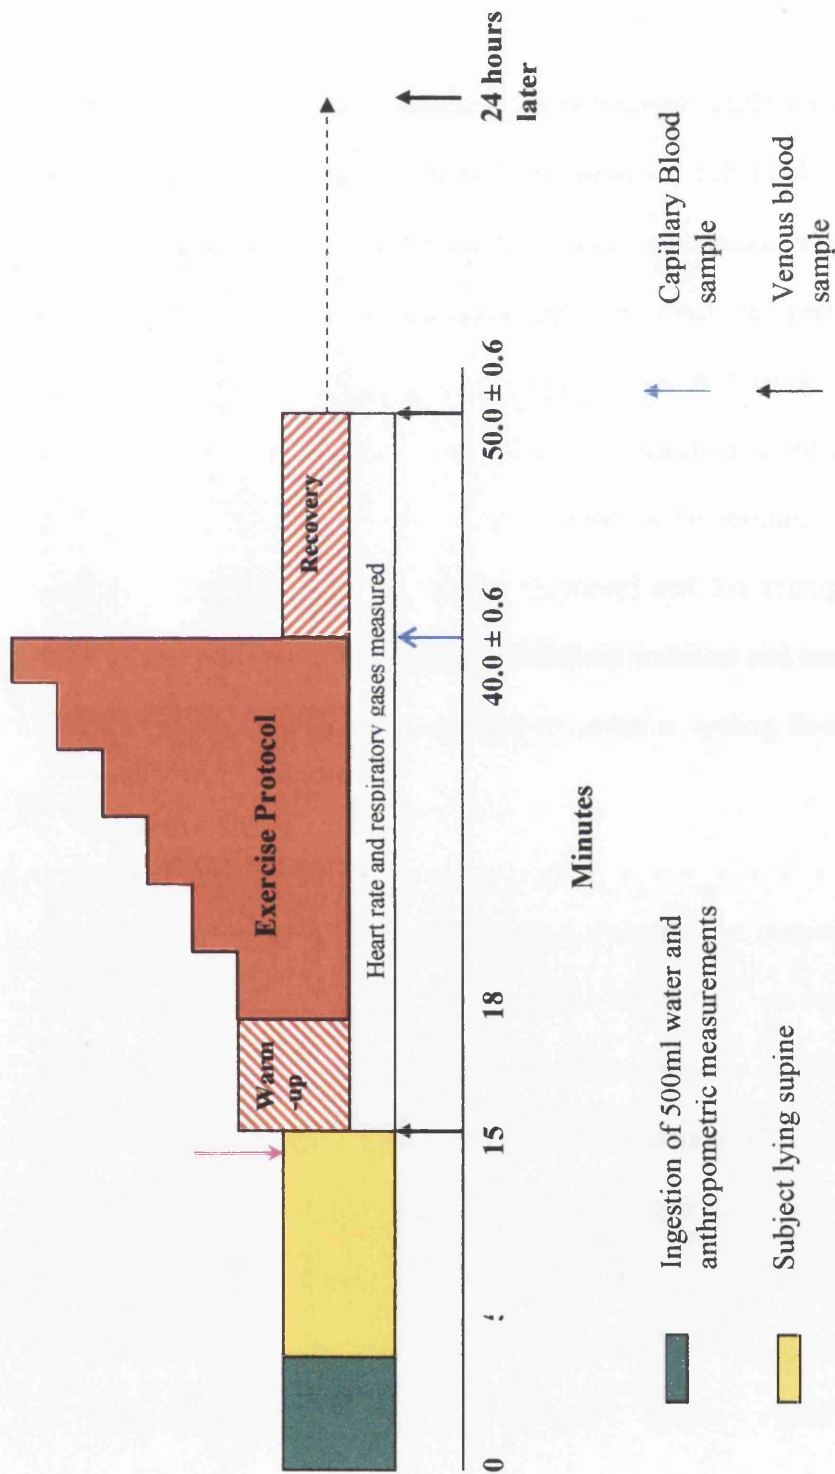 Exercise Protocol
Warm
-up
Recovery
Heart rate and respiratory gases measured
0
15
18
40.0 ± 0.6
50.0 ± 0.6
24 hours
later
Minutes
Ingestion of 500ml water and
anthropometric measurements
Subject lying supine
Capillary Blood
sample
Venous blood
sample